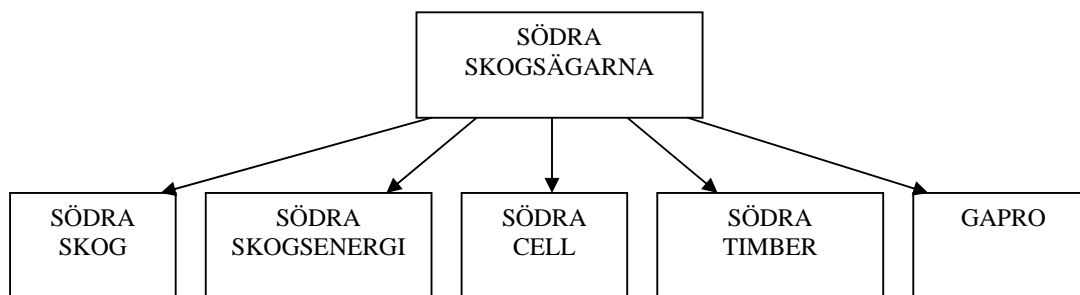 SÖDRA
SKOGSÄGARNA
SÖDRA
SKOG
SÖDRA
SKOGSENERGI
SÖDRA
CELL
SÖDRA
TIMBER
GAPRO